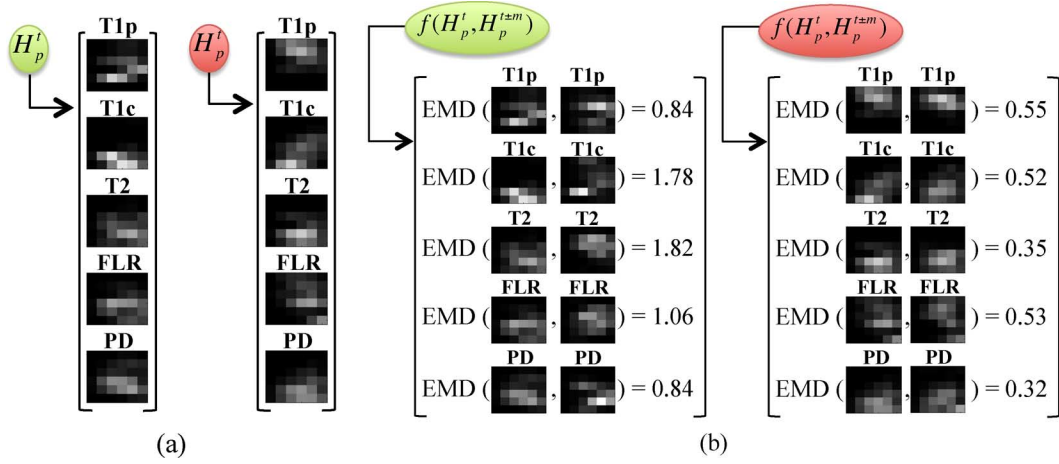 H_p^t
T1p
T1c
T2
FLR
PD
H_p^t
T1p
T1c
T2
FLR
PD
(a)
f(H_p^t, H_p^{t±m})
T1p T1p
EMD ( , ) = 0.84
T1c T1c
EMD ( , ) = 1.78
T2 T2
EMD ( , ) = 1.82
FLR FLR
EMD ( , ) = 1.06
PD PD
EMD ( , ) = 0.84
f(H_p^t, H_p^{t±m})
T1p T1p
EMD ( , ) = 0.55
T1c T1c
EMD ( , ) = 0.52
T2 T2
EMD ( , ) = 0.35
FLR FLR
EMD ( , ) = 0.53
PD PD
EMD ( , ) = 0.32
(b)